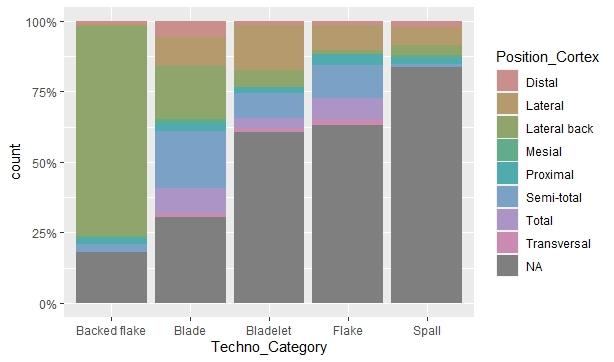 100%
75%
50%
25%
0%
count
Backed flake
Blade
Bladelet
Flake
Spall
Techno_Category
Position_Cortex
Distal
Lateral
Lateral back
Mesial
Proximal
Semi-total
Total
Transversal
NA